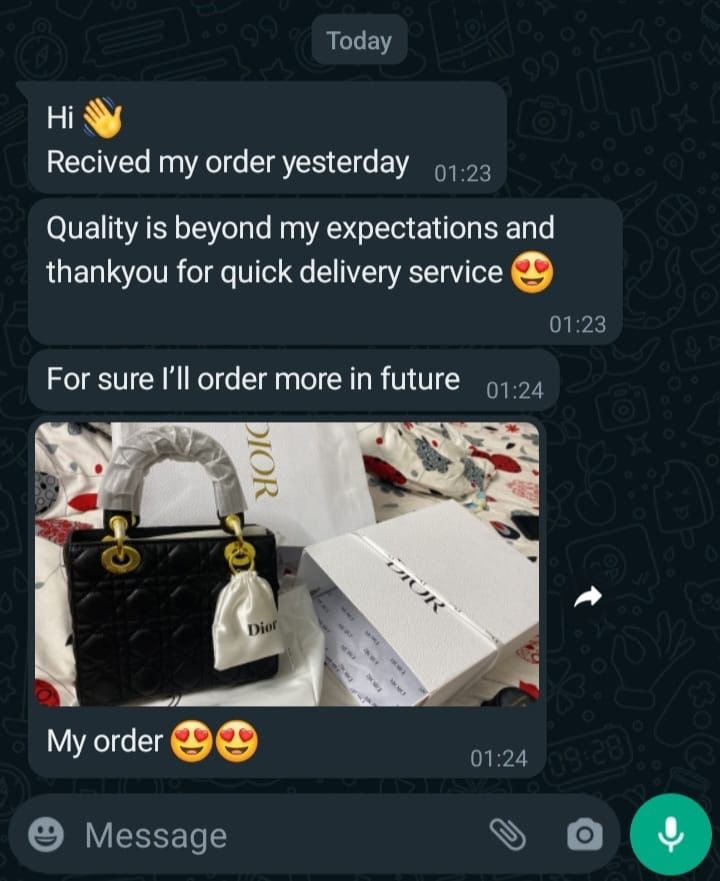 Today
Hi 👋
Recived my order yesterday 01:23
Quality is beyond my expectations and
thankyou for quick delivery service 😍
01:23
For sure I'll order more in future 01:24
DIOR
DIOR
Dior
My order 😍😍
01:24
Message